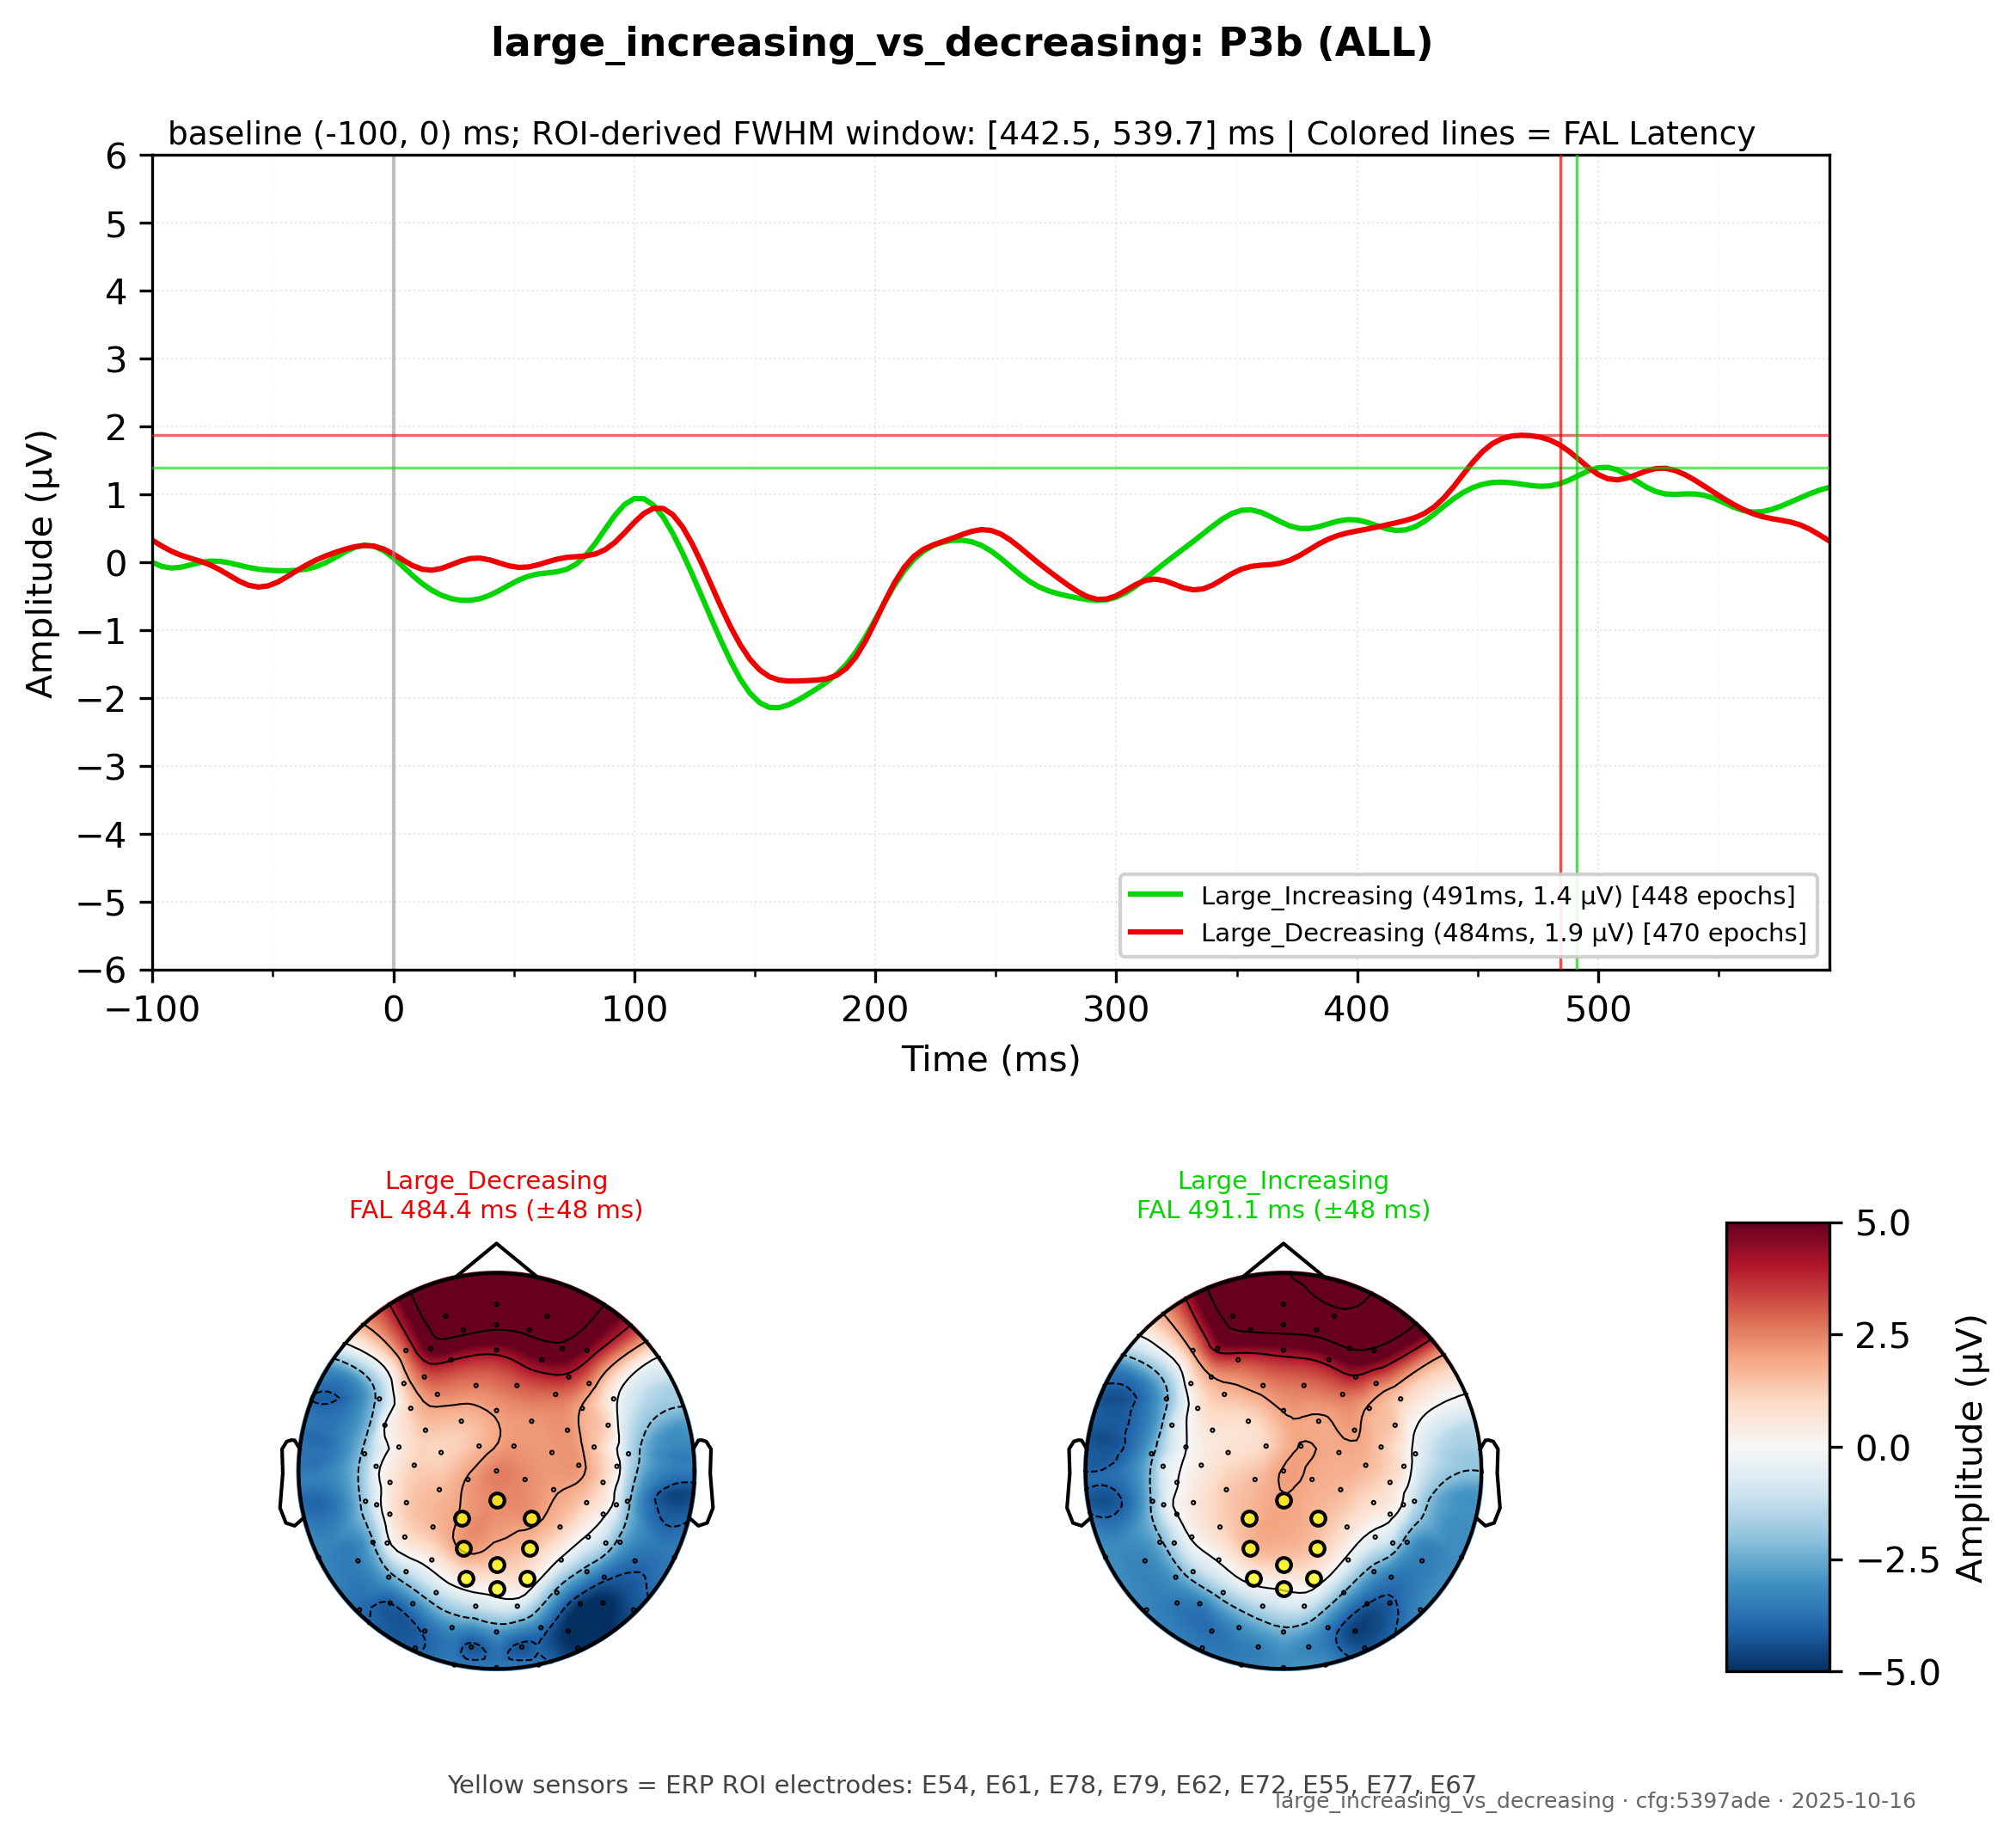 large_increasing_vs_decreasing: P3b (ALL)
baseline (-100, 0) ms; ROI-derived FWHM window: [442.5, 539.7] ms | Colored lines = FAL Latency
6
5
4
3
2
1
0
−1
−2
−3
−4
−5
−6
Amplitude (µV)
Large_Increasing (491ms, 1.4 µV) [448 epochs]
Large_Decreasing (484ms, 1.9 µV) [470 epochs]
−100 0 100 200 300 400 500
Time (ms)
Large_Decreasing
FAL 484.4 ms (±48 ms)
Large_Increasing
FAL 491.1 ms (±48 ms)
5.0
2.5
0.0
−2.5
−5.0
Amplitude (µV)
Yellow sensors = ERP ROI electrodes: E54, E61, E78, E79, E62, E72, E55, E77, E67
large_increasing_vs_decreasing · cfg:5397ade · 2025-10-16